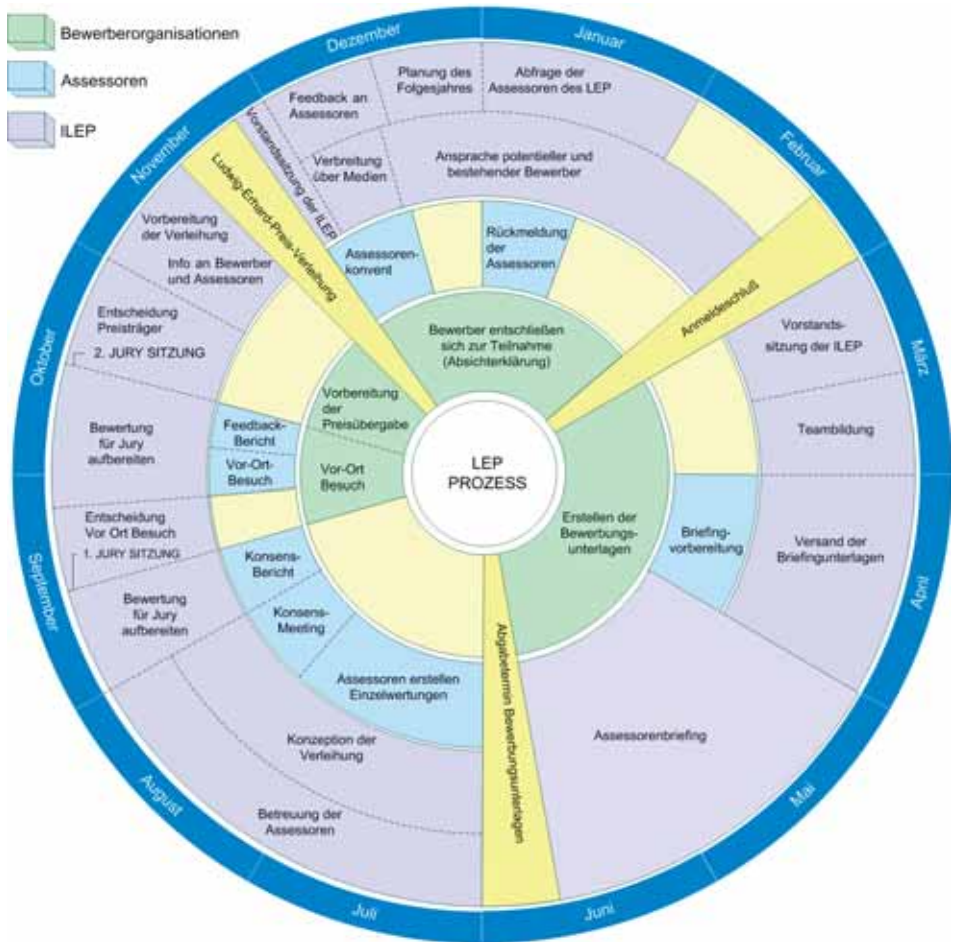 Bewerberorganisationen
Assessoren
ILEP
Dezember
Januar
Februar
März
April
Mai
Juni
Juli
August
September
Oktober
November
Feedback an
Assessoren
Planung des
Folgesjahres
Abfrage der
Assessoren des LEP
Vorstandssitzung der ILEP
Verbreitung
über Medien
Ansprache potentieller und
bestehender Bewerber
Ludwig-Erhard-Preis-Verleihung
Assessoren-
konvent
Rückmeldung
der
Assessoren
Bewerber entschließen
sich zur Teilnahme
(Absichterklärung)
Anmeldeschluß
Vorstands-
sitzung der ILEP
Teambildung
Briefing-
vorbereitung
Versand der
Briefingunterlagen
Erstellen der
Bewerbungs-
unterlagen
Assessorenbriefing
Abgabetermin Bewerbungsunterlagen
LEP
PROZESS
Vorbereitung
der Verleihung
Info an Bewerber
und Assessoren
Entscheidung
Preisträger
2. JURY SITZUNG
Vorbereitung
der
Preisübergabe
Bewertung
für Jury
aufbereiten
Feedback-
Bericht
Vor-Ort-
Besuch
Vor-Ort
Besuch
Entscheidung
Vor Ort Besuch
1. JURY SITZUNG
Konsens-
Bericht
Bewertung
für Jury
aufbereiten
Konsens-
Meeting
Assessoren erstellen
Einzelwertungen
Konzeption der
Verleihung
Betreuung der
Assessoren